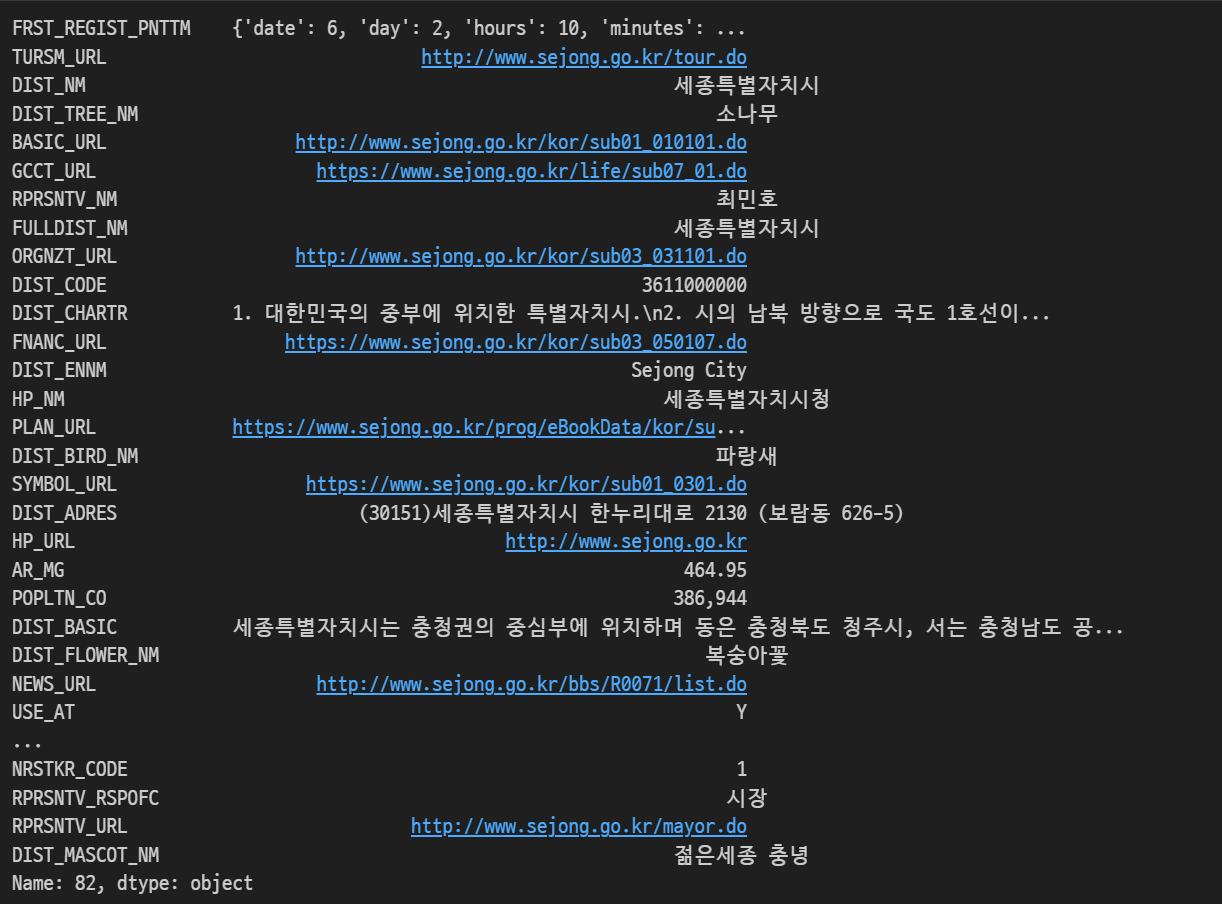 FRST_REGIST_PNTTM    {'date': 6, 'day': 2, 'hours': 10, 'minutes': ...
TURSM_URL    http://www.sejong.go.kr/tour.do
DIST_NM    세종특별자치시
DIST_TREE_NM    소나무
BASIC_URL    http://www.sejong.go.kr/kor/sub01_010101.do
GCCT_URL    https://www.sejong.go.kr/life/sub07_01.do
RPRSNTV_NM    최민호
FULLDIST_NM    세종특별자치시
ORGNZT_URL    http://www.sejong.go.kr/kor/sub03_031101.do
DIST_CODE    3611000000
DIST_CHARTR    1. 대한민국의 중부에 위치한 특별자치시.\n2. 시의 남북 방향으로 국도 1호선이...
FNANC_URL    https://www.sejong.go.kr/kor/sub03_050107.do
DIST_ENNM    Sejong City
HP_NM    세종특별자치시청
PLAN_URL    https://www.sejong.go.kr/prog/eBookData/kor/su...
DIST_BIRD_NM    파랑새
SYMBOL_URL    https://www.sejong.go.kr/kor/sub01_0301.do
DIST_ADRES    (30151)세종특별자치시 한누리대로 2130 (보람동 626-5)
HP_URL    http://www.sejong.go.kr
AR_MG    464.95
POPLTN_CO    386,944
DIST_BASIC    세종특별자치시는 충청권의 중심부에 위치하며 동은 충청북도 청주시, 서는 충청남도 공...
DIST_FLOWER_NM    복숭아꽃
NEWS_URL    http://www.sejong.go.kr/bbs/R0071/list.do
USE_AT    Y
...
NRSTKR_CODE    1
RPRSNTV_RSPOFC    시장
RPRSNTV_URL    http://www.sejong.go.kr/mayor.do
DIST_MASCOT_NM    젊은세종 충녕
Name: 82, dtype: object